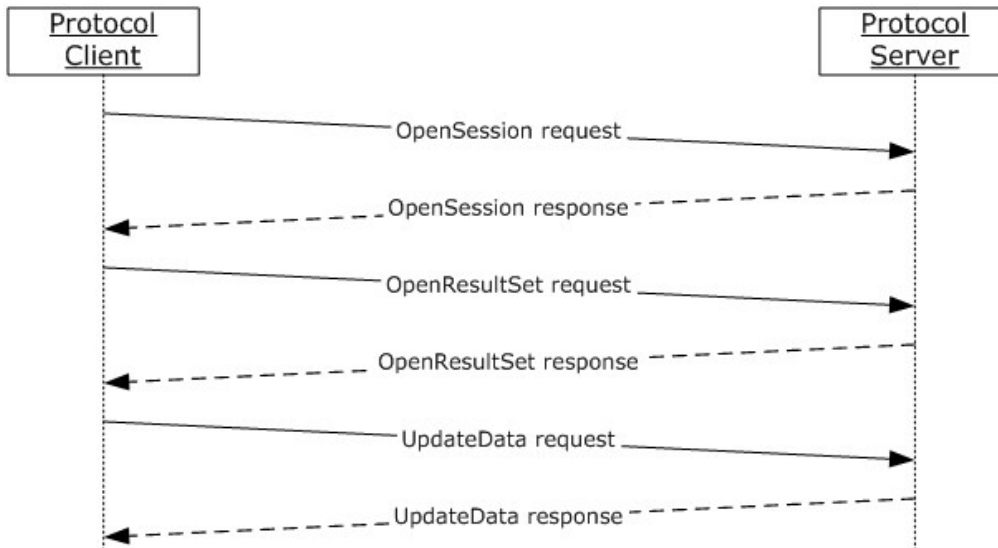 Protocol
Client
Protocol
Server
OpenSession request
OpenSession response
OpenResultSet request
OpenResultSet response
UpdateData request
UpdateData response